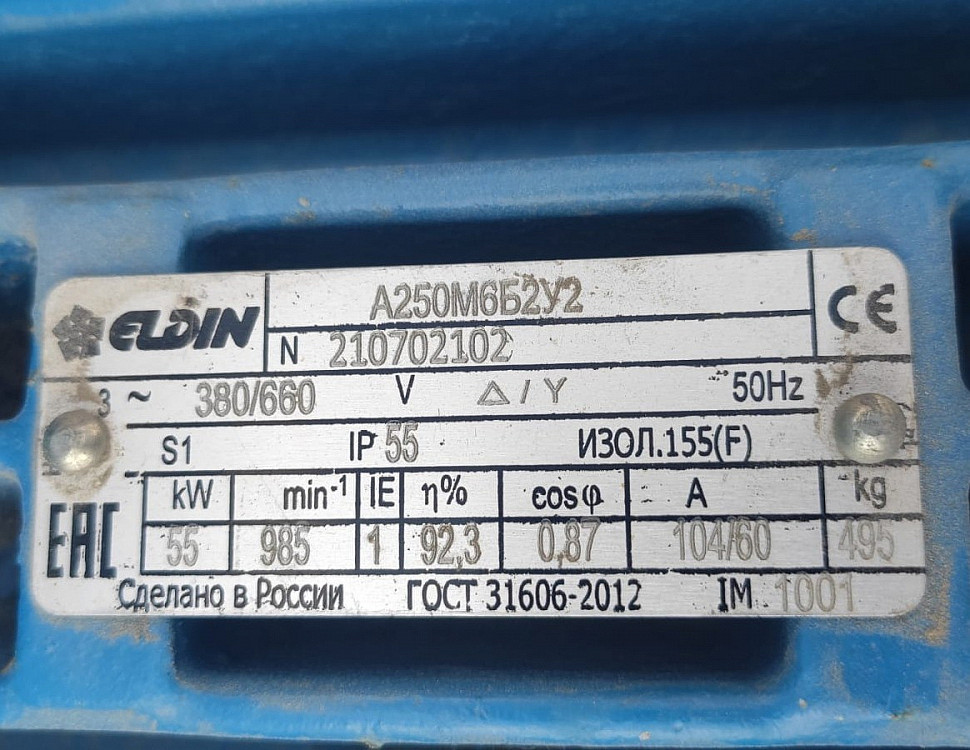 ELDIN
А250М6Б2У2
CE
N 210702102
3 ~ 380/660 V Δ / Y 50Hz
S1 IP 55 ИЗОЛ.155(F)
kW min-1 IE η% cosφ A kg
55 985 1 92,3 0,87 104/60 495
ЕАС
Сделано в России ГОСТ 31606-2012 IM 1001